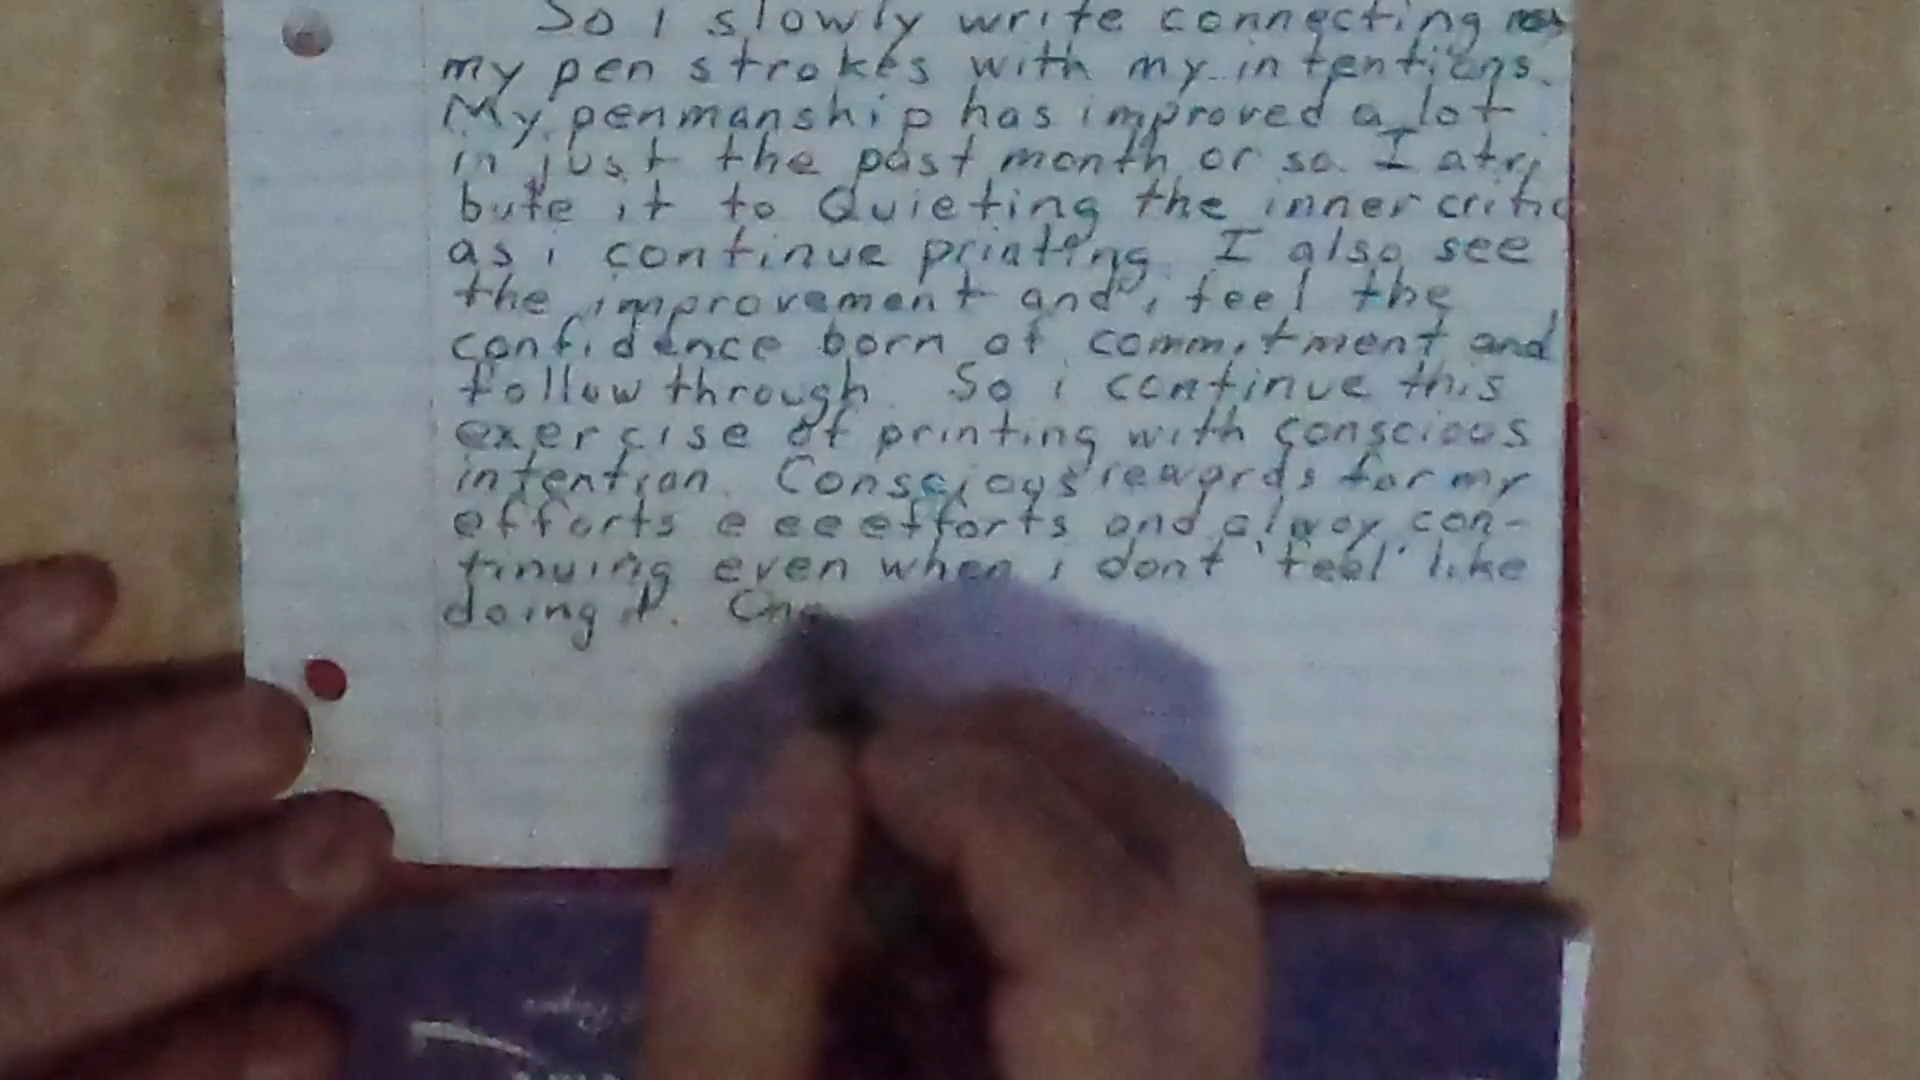 So i slowly write connecting
my pen strokes with my intentions.
My penmanship has improved a lot
in just the past month or so. I atri
bute it to Quieting the inner critic
as i continue printing. I also see
the improvement and i feel the
confidence born of commitment and
follow through. So i continue this
exercise of printing with conscious
intention. Conscious rewards for my
efforts e eee efforts and alway con-
tinuing even when i dont 'feel' like
doing it.